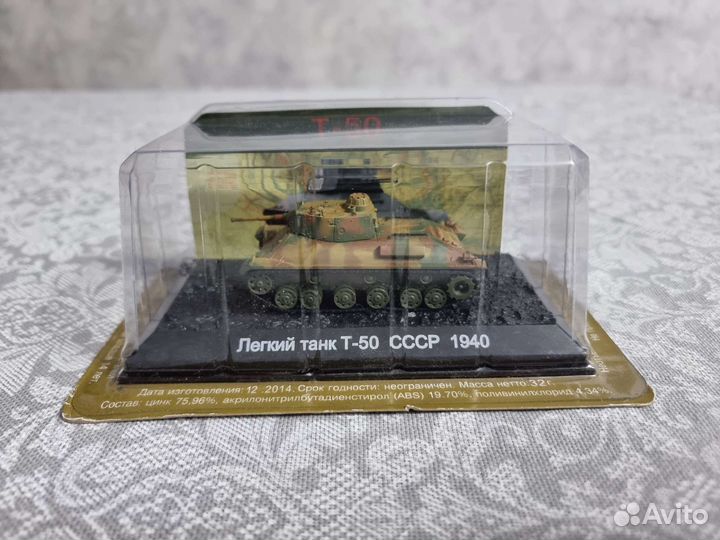 Т-50
Легкий танк Т-50 СССР 1940
Дата изготовления: 12.2014. Срок годности: неограничен. Масса нетто:32 г.
Состав: цинк 75,96%, акрилонитрилбутадиенстирол (ABS) 19.70%, поливинилхлорид 4.34%.
Avito